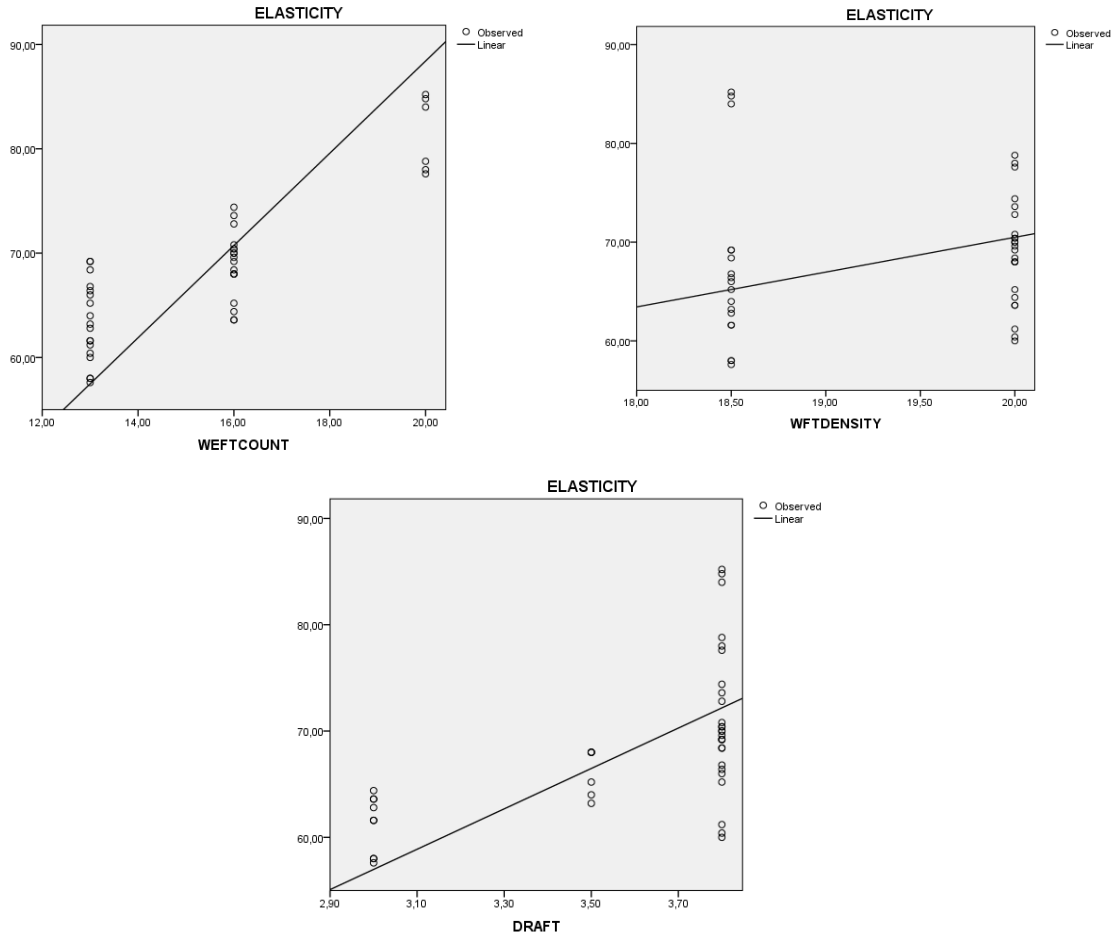 ELASTICITY
Observed
Linear
90,00
80,00
70,00
60,00
12,00 14,00 16,00 18,00 20,00
WEFTCOUNT
ELASTICITY
Observed
Linear
90,00
80,00
70,00
60,00
18,00 18,50 19,00 19,50 20,00
WFTDENSITY
ELASTICITY
Observed
Linear
90,00
80,00
70,00
60,00
2,90 3,10 3,30 3,50 3,70
DRAFT